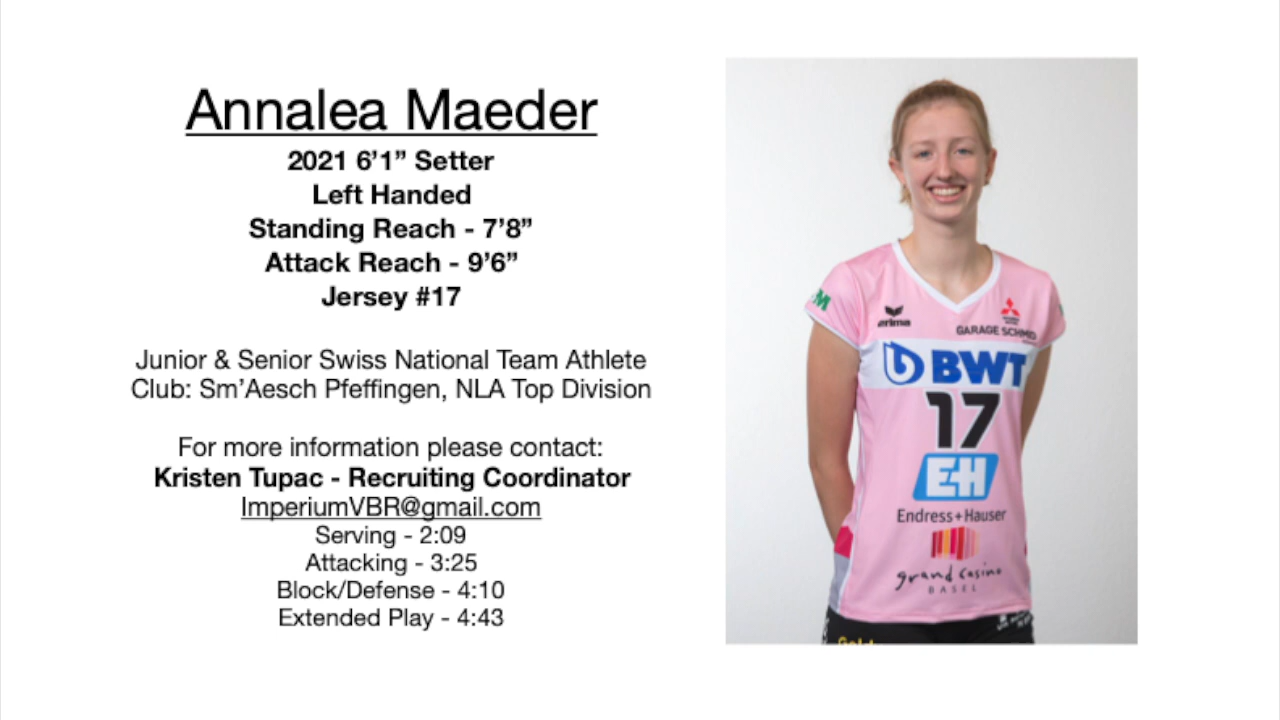 Annalea Maeder
2021 6’1” Setter
Left Handed
Standing Reach - 7’8”
Attack Reach - 9’6”
Jersey #17
Junior & Senior Swiss National Team Athlete
Club: Sm’Aesch Pfeffingen, NLA Top Division
For more information please contact:
Kristen Tupac - Recruiting Coordinator
ImperiumVBR@gmail.com
Serving - 2:09
Attacking - 3:25
Block/Defense - 4:10
Extended Play - 4:43
erima
GARAGE SCHMID
BWT
17
EH
Endress+Hauser
grand casino
BASEL